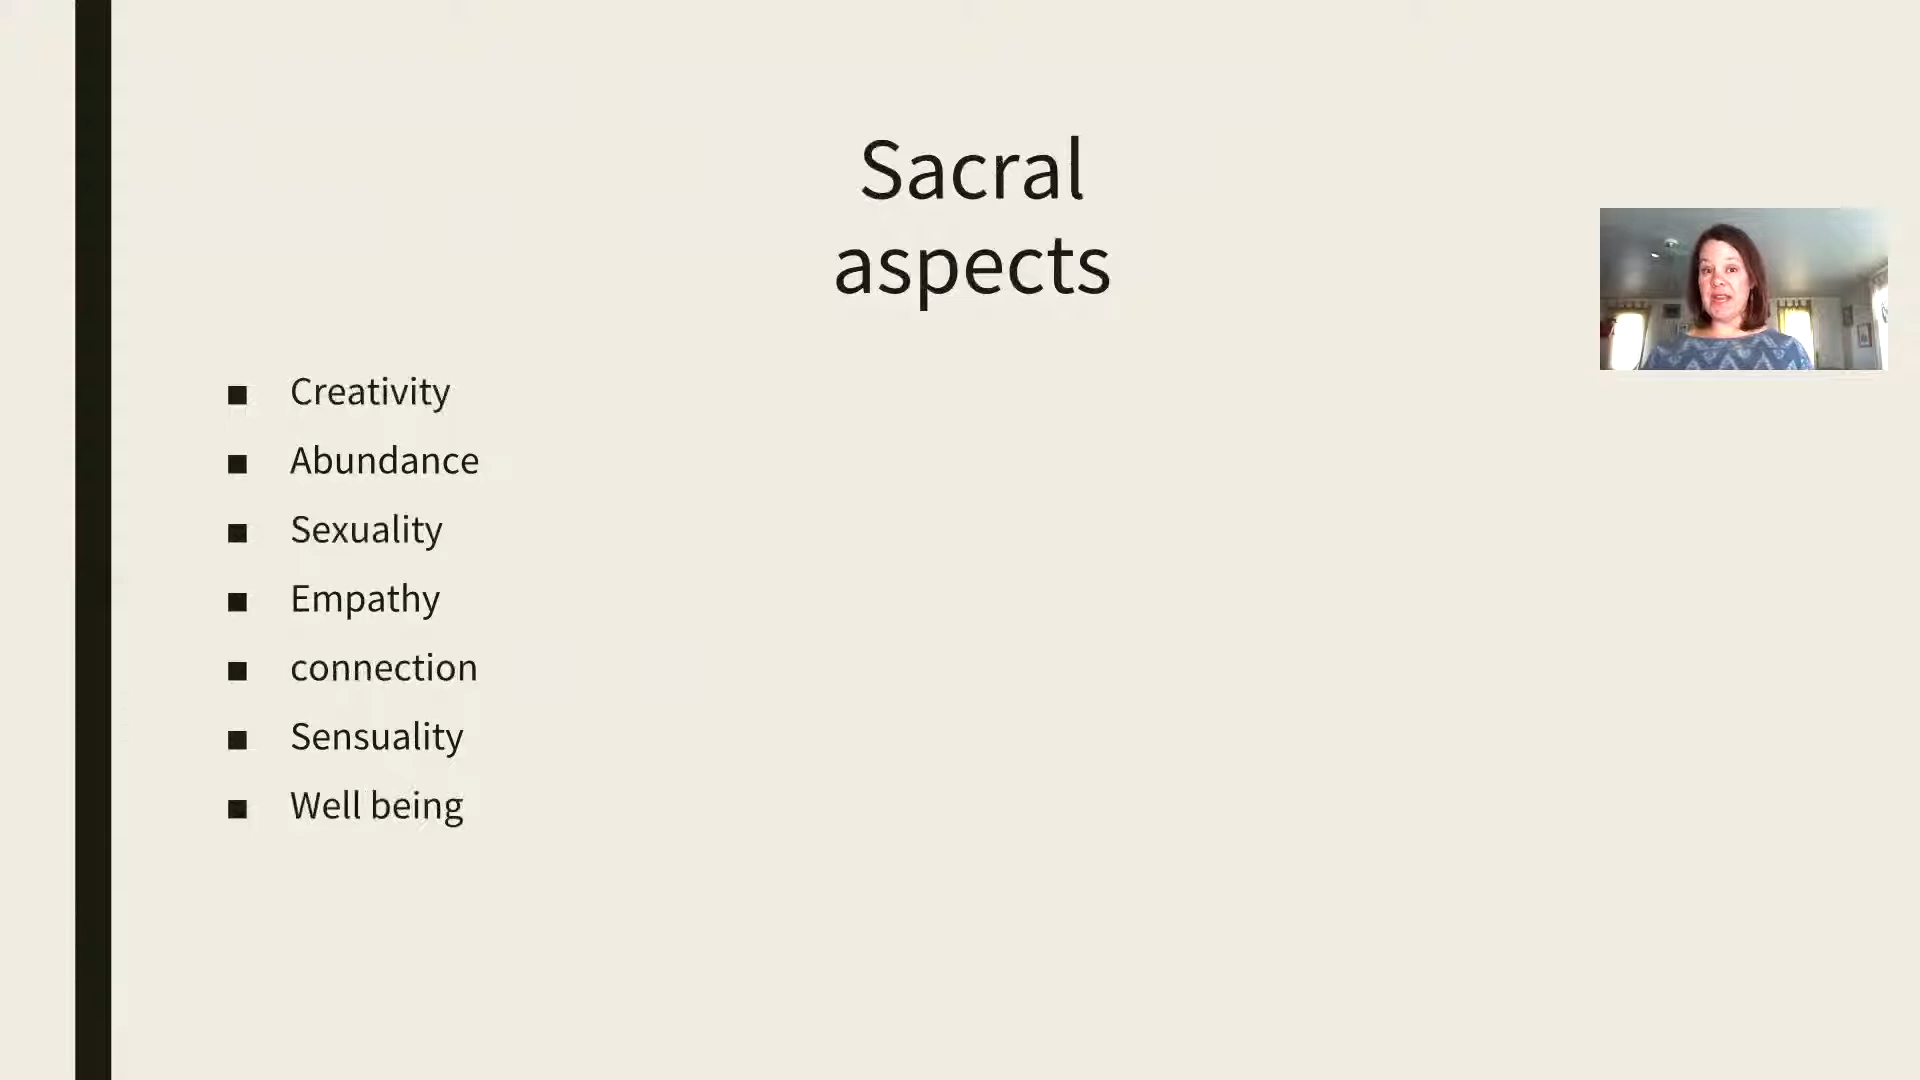 Sacral
aspects
■ Creativity
■ Abundance
■ Sexuality
■ Empathy
■ connection
■ Sensuality
■ Well being